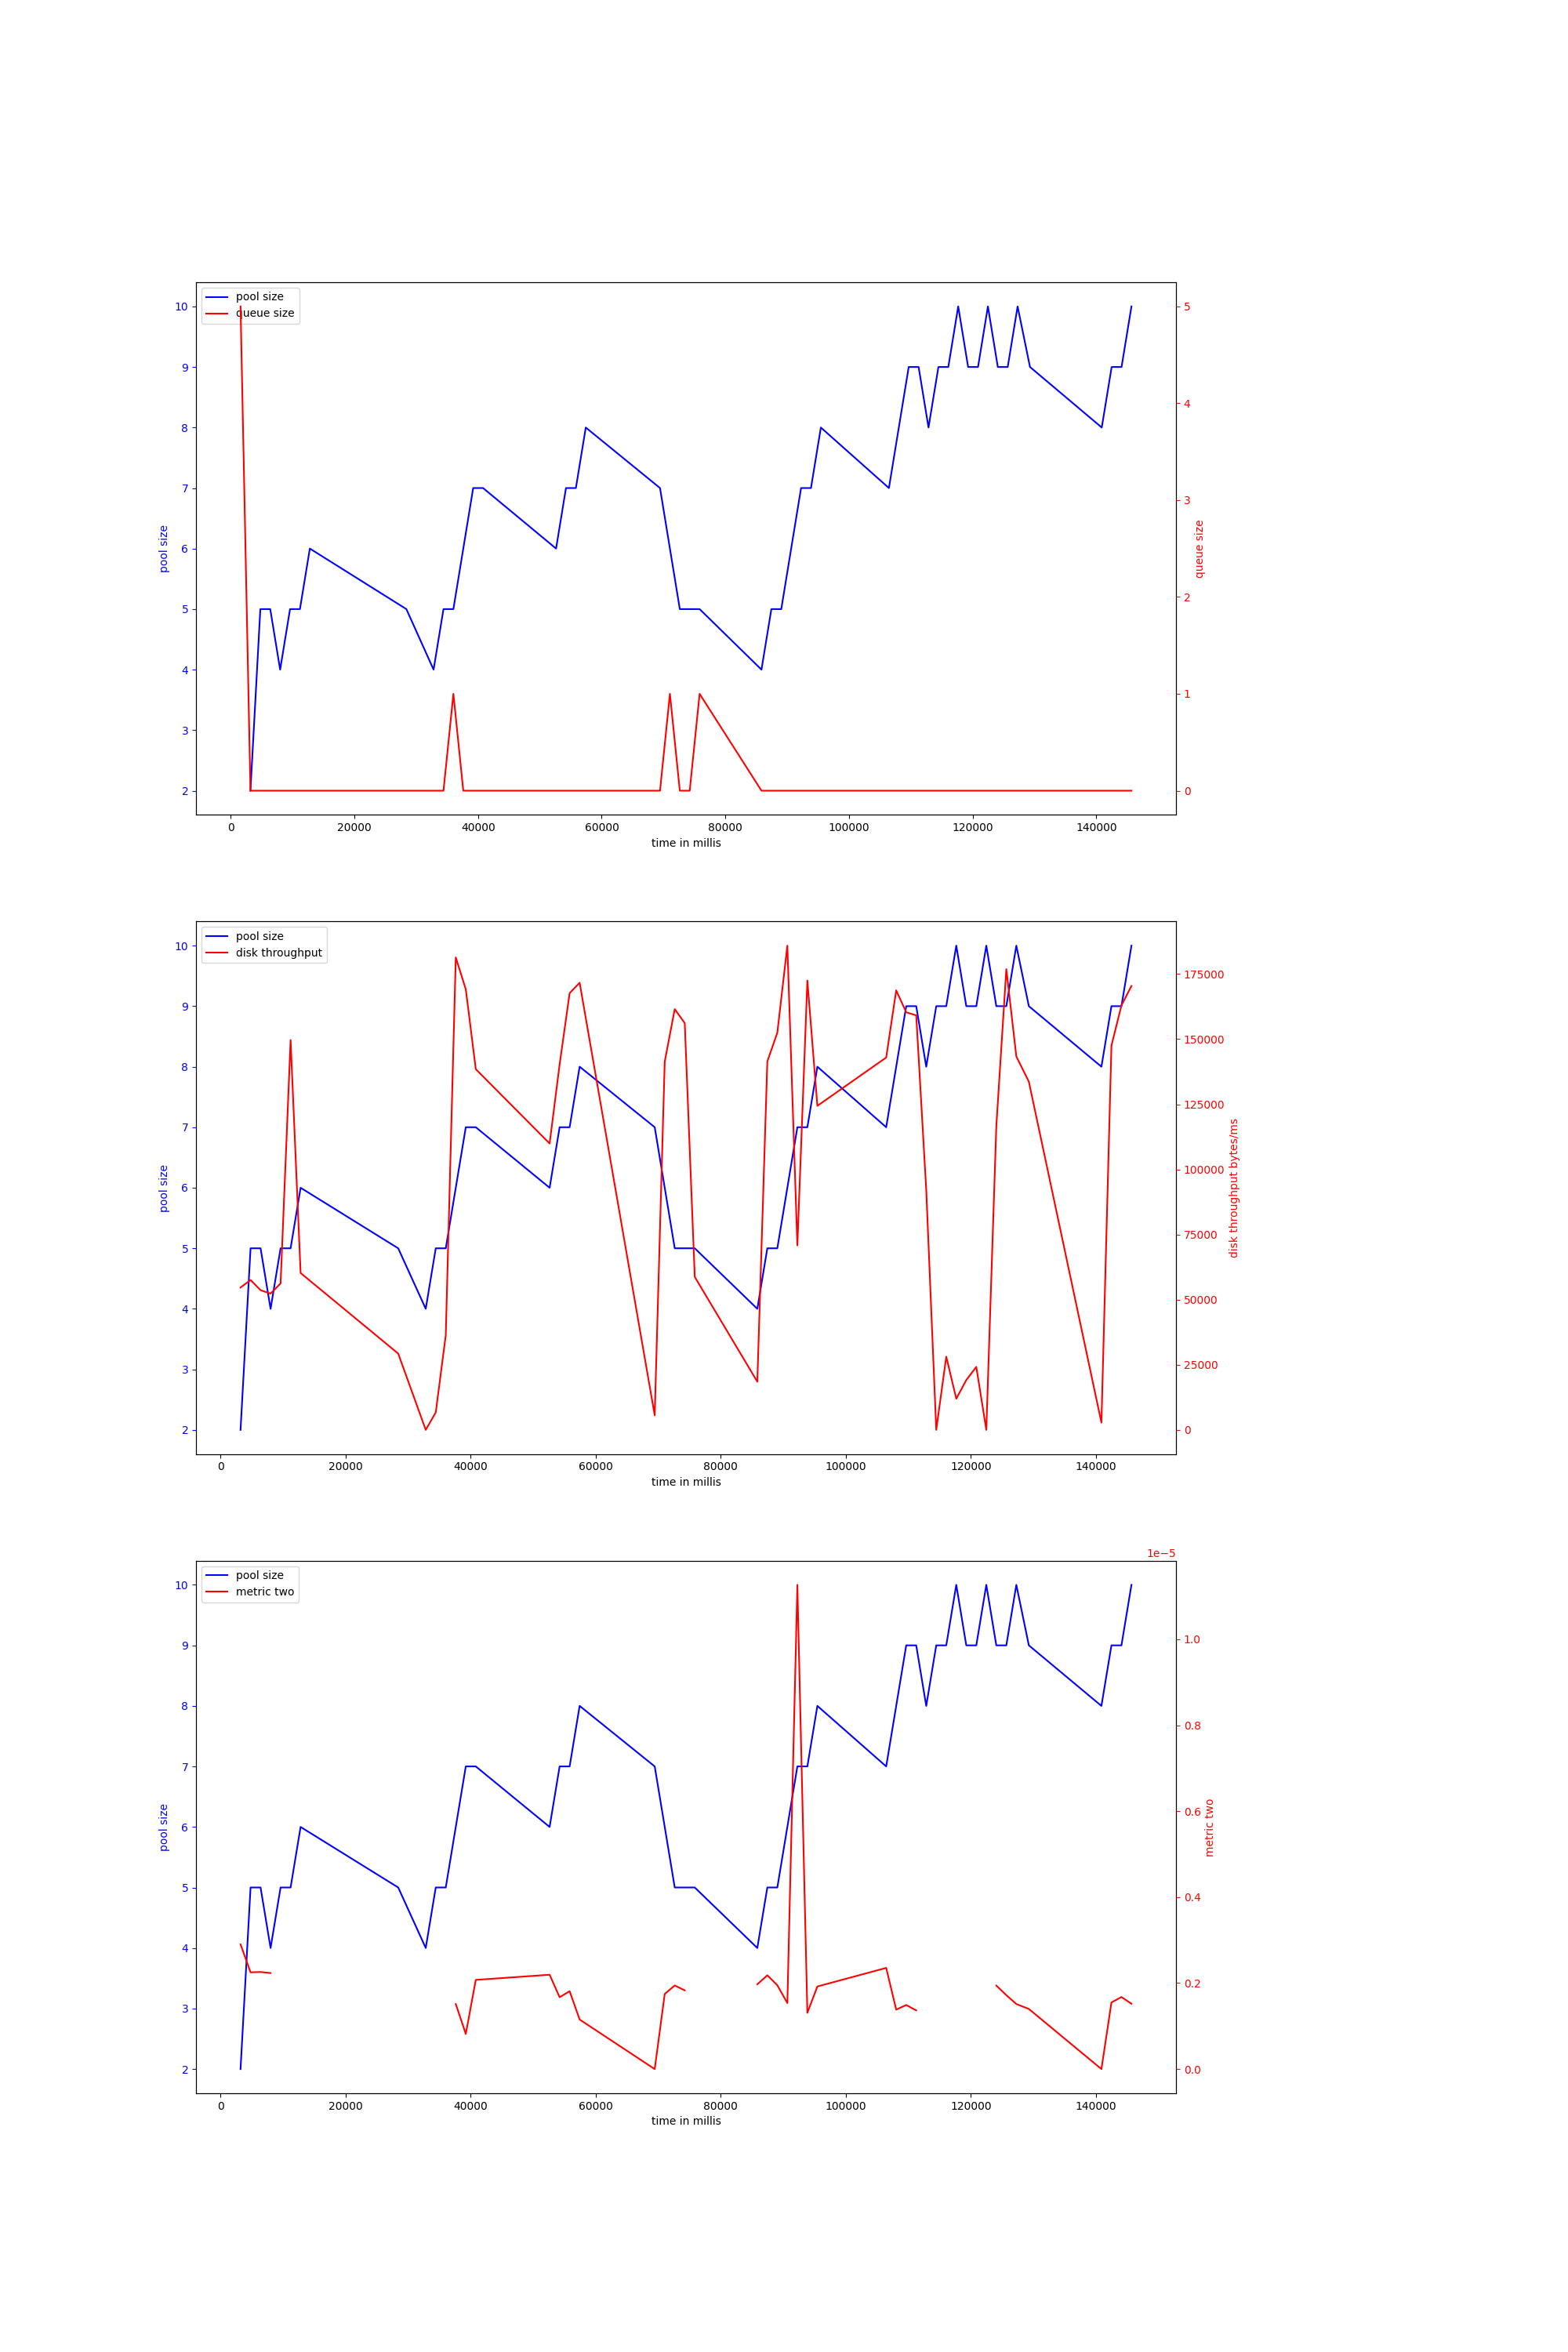 pool size
queue size
10
9
8
7
6
5
4
3
2
pool size
5
4
3
2
1
0
queue size
0 20000 40000 60000 80000 100000 120000 140000
time in millis
pool size
disk throughput
10
9
8
7
6
5
4
3
2
pool size
175000
150000
125000
100000
75000
50000
25000
0
disk throughput bytes/ms
0 20000 40000 60000 80000 100000 120000 140000
time in millis
1e−5
pool size
metric two
10
9
8
7
6
5
4
3
2
pool size
1.0
0.8
0.6
0.4
0.2
0.0
metric two
0 20000 40000 60000 80000 100000 120000 140000
time in millis